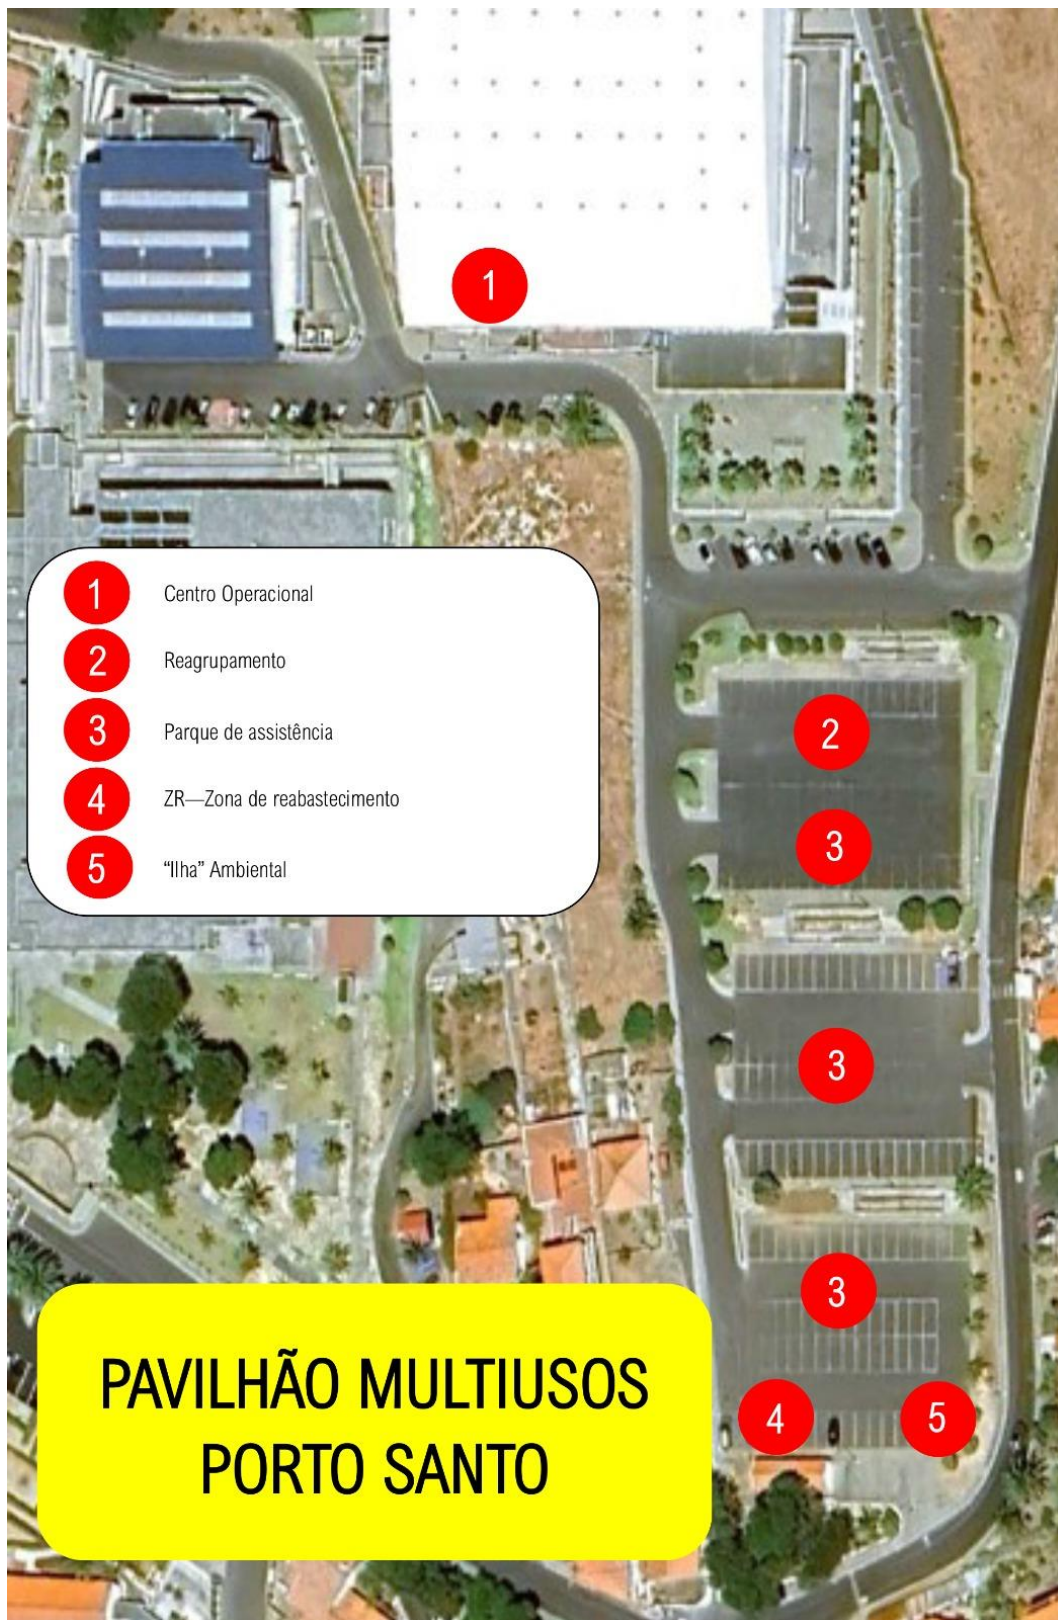 1
1 Centro Operacional
2 Reagrupamento
3 Parque de assistência
4 ZR—Zona de reabastecimento
5 “Ilha” Ambiental
2
3
3
3
4 5
PAVILHÃO MULTIUSOS
PORTO SANTO